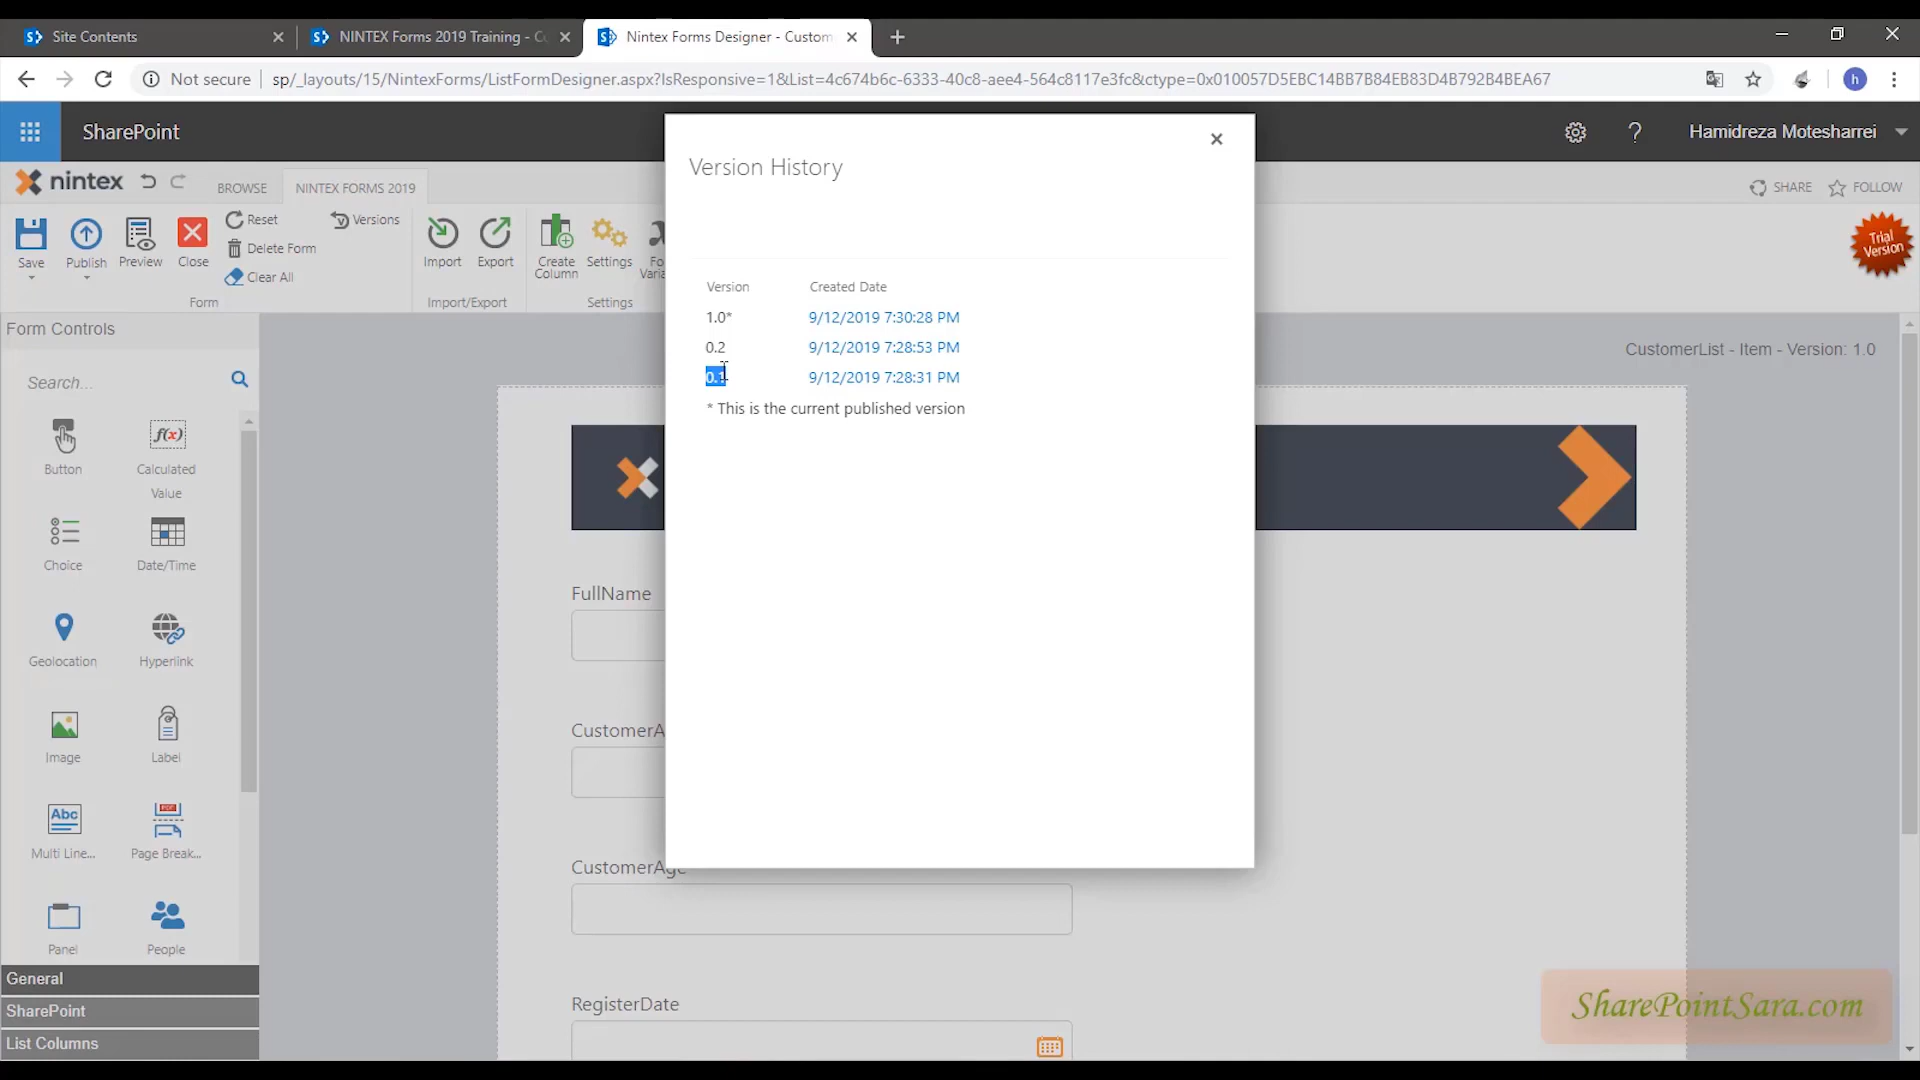 Site Contents
NINTEX Forms 2019 Training - C
Nintex Forms Designer - Custom
Not secure
sp/_layouts/15/NintexForms/ListFormDesigner.aspx?IsResponsive=1&List=4c674b6c-6333-40c8-aee4-564c8117e3fc&ctype=0x010057D5EBC14BB7B84EB83D4B792B4BEA67
h
SharePoint
Hamidreza Motesharrei
nintex
BROWSE
NINTEX FORMS 2019
SHARE
FOLLOW
Save
Publish
Preview
Close
Reset
Delete Form
Clear All
Versions
Form
Import
Export
Import/Export
Create Column
Settings
Fo
Varia
Settings
Trial Version
Version History
Version
Created Date
1.0*
9/12/2019 7:30:28 PM
0.2
9/12/2019 7:28:53 PM
0.1
9/12/2019 7:28:31 PM
* This is the current published version
CustomerList - Item - Version: 1.0
Form Controls
Search...
Button
Calculated Value
f(x)
Choice
Date/Time
Geolocation
Hyperlink
Image
Label
Abc
Multi Line...
PDF
Page Break...
Panel
People
General
SharePoint
List Columns
FullName
CustomerA
CustomerAge
RegisterDate
SharePointSara.com